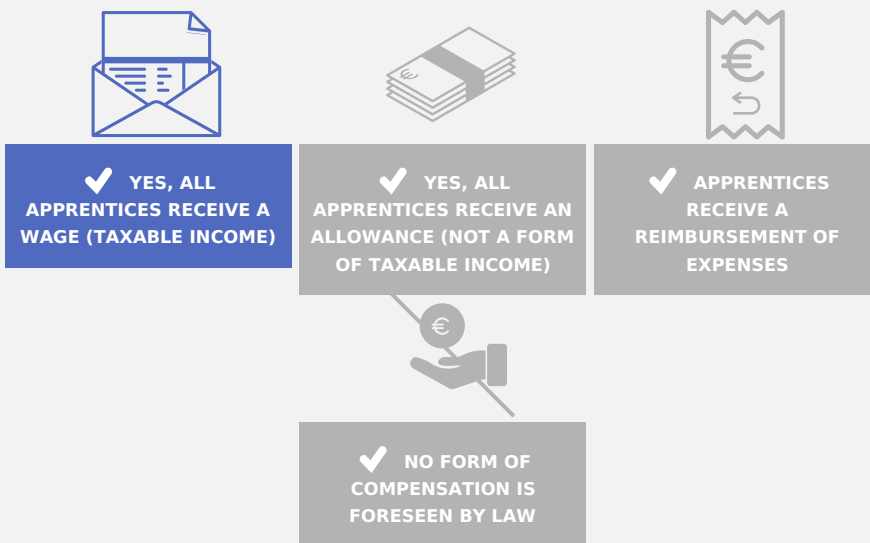 YES, ALL
APPRENTICES RECEIVE A
WAGE (TAXABLE INCOME)
YES, ALL
APPRENTICES RECEIVE AN
ALLOWANCE (NOT A FORM
OF TAXABLE INCOME)
APPRENTICES
RECEIVE A
REIMBURSEMENT OF
EXPENSES
NO FORM OF
COMPENSATION IS
FORESEEN BY LAW